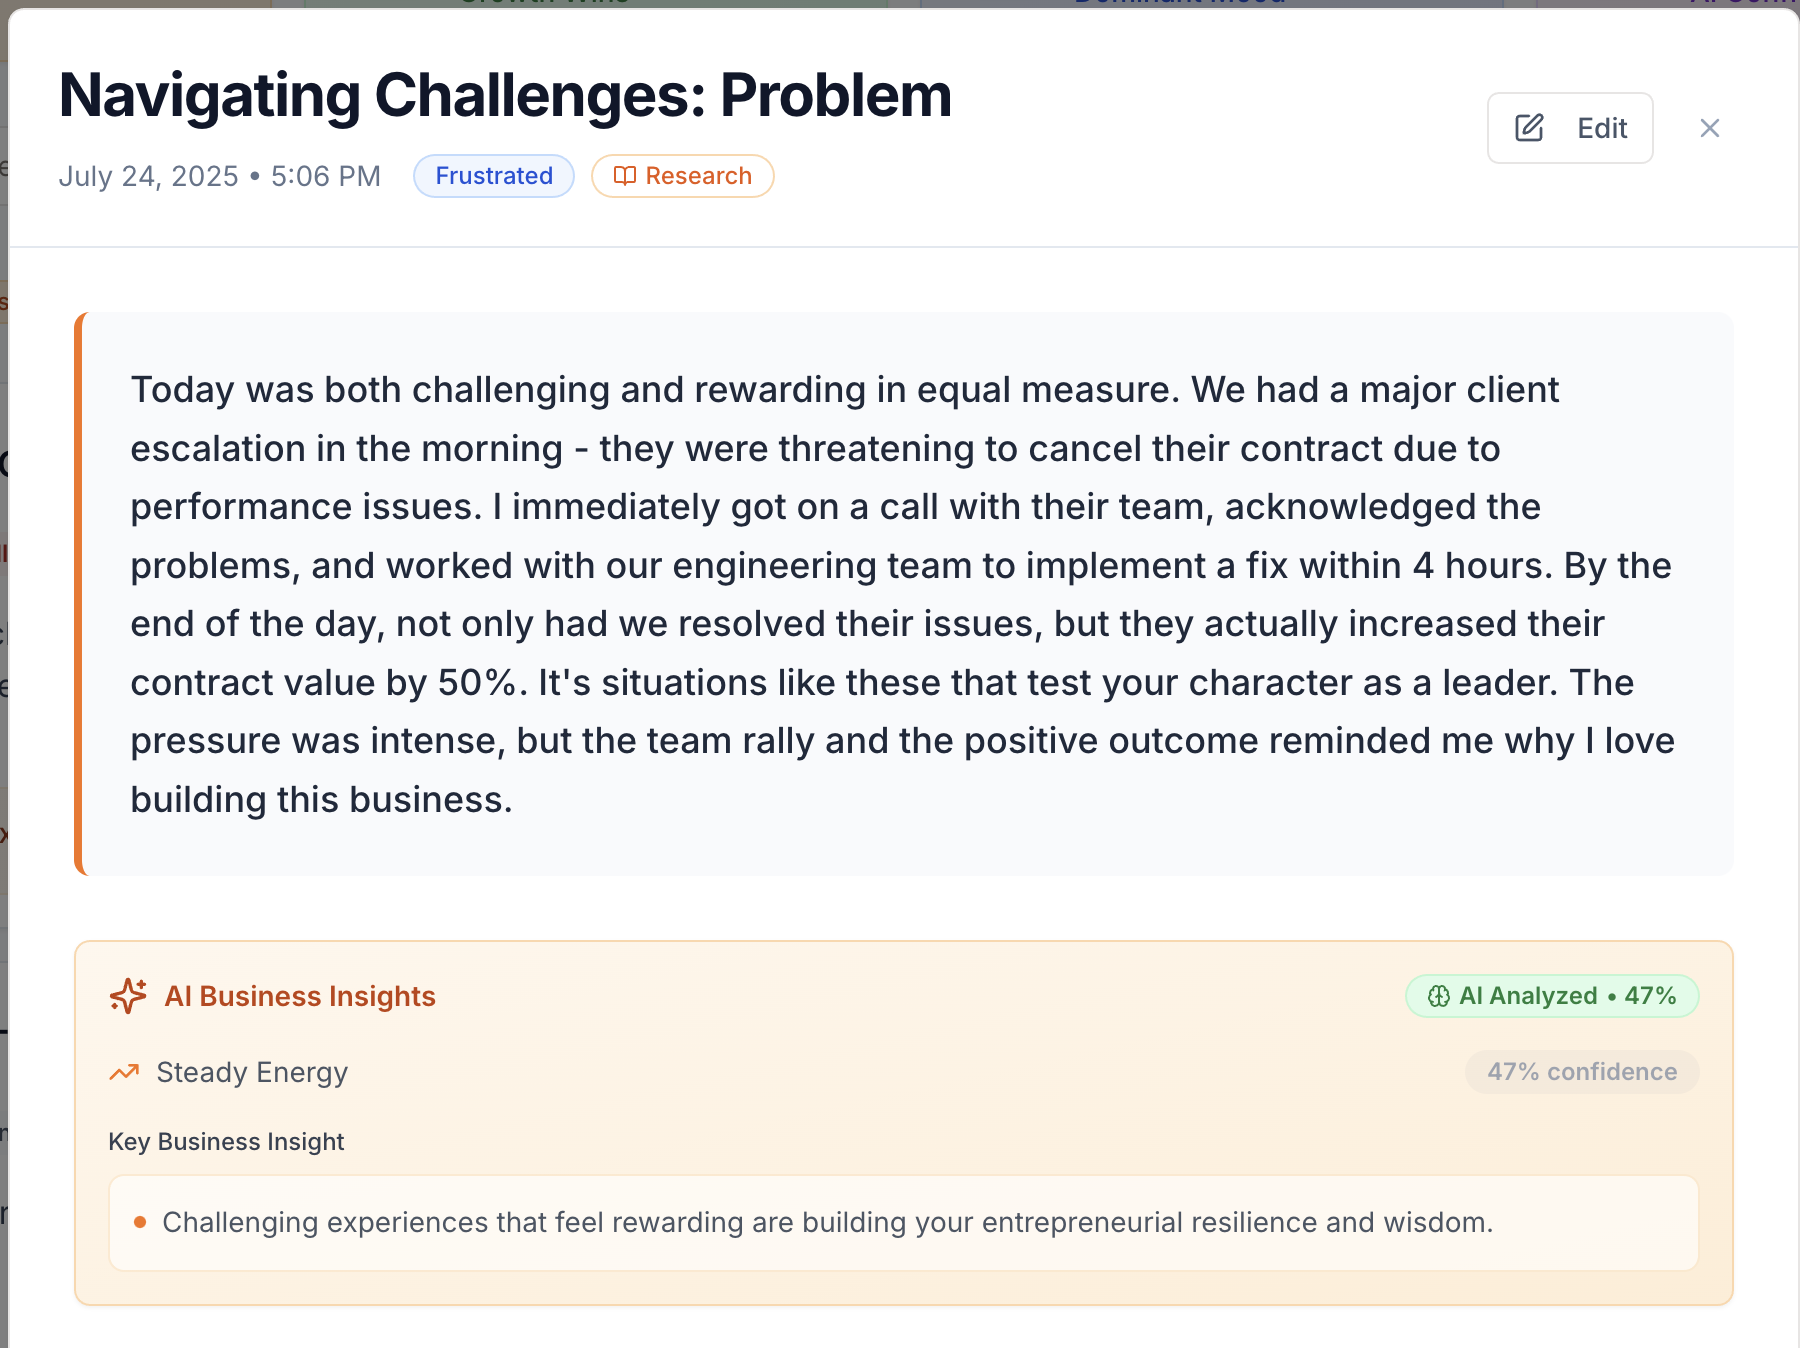 Navigating Challenges: Problem
Edit
July 24, 2025 • 5:06 PM
Frustrated
Research
Today was both challenging and rewarding in equal measure. We had a major client
escalation in the morning - they were threatening to cancel their contract due to
performance issues. I immediately got on a call with their team, acknowledged the
problems, and worked with our engineering team to implement a fix within 4 hours. By the
end of the day, not only had we resolved their issues, but they actually increased their
contract value by 50%. It's situations like these that test your character as a leader. The
pressure was intense, but the team rally and the positive outcome reminded me why I love
building this business.
AI Business Insights
AI Analyzed • 47%
Steady Energy
47% confidence
Key Business Insight
Challenging experiences that feel rewarding are building your entrepreneurial resilience and wisdom.